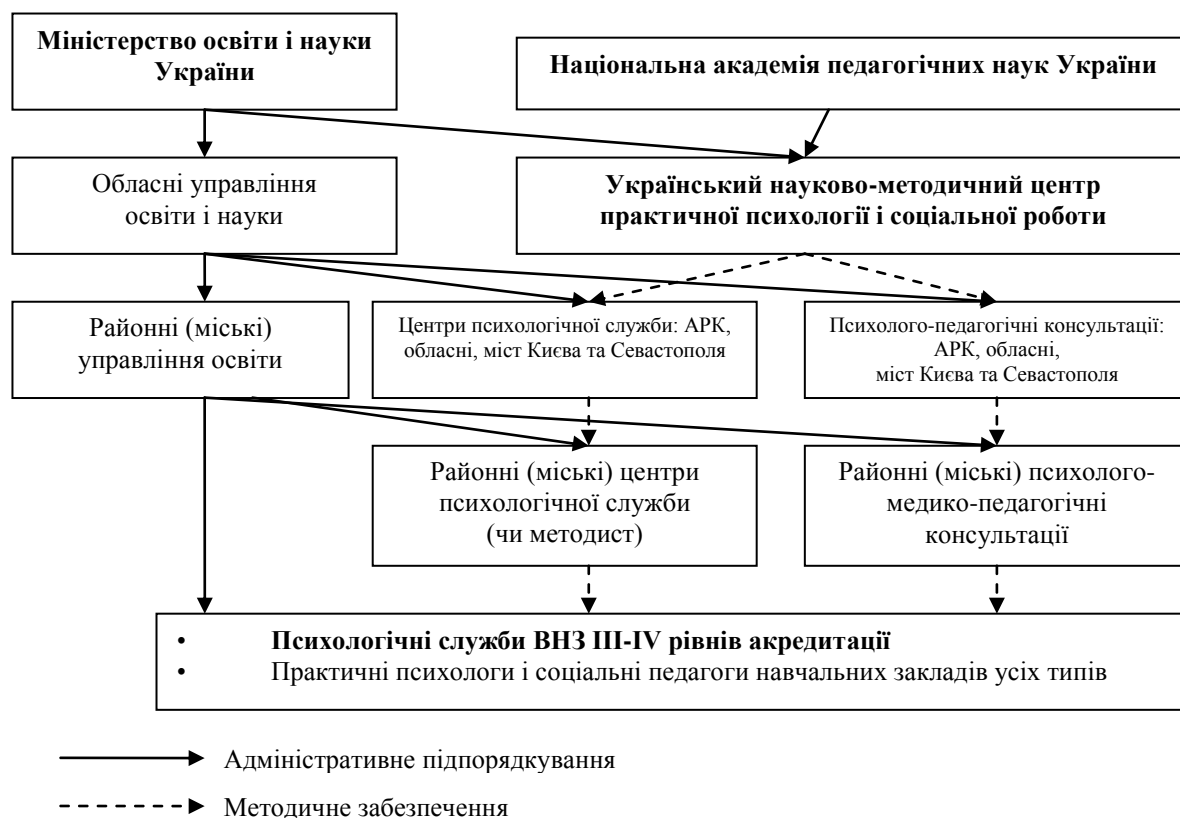 Міністерство освіти і науки
України
Національна академія педагогічних наук України
Обласні управління
освіти і науки
Український науково-методичний центр
практичної психології і соціальної роботи
Районні (міські)
управління освіти
Центри психологічної служби: АРК,
обласні, міст Києва та Севастополя
Психолого-педагогічні консультації:
АРК, обласні,
міст Києва та Севастополя
Районні (міські) центри
психологічної служби
(чи методист)
Районні (міські) психолого-
медико-педагогічні
консультації
• Психологічні служби ВНЗ ІІІ-ІV рівнів акредитації
• Практичні психологи і соціальні педагоги навчальних закладів усіх типів
Адміністративне підпорядкування
Методичне забезпечення